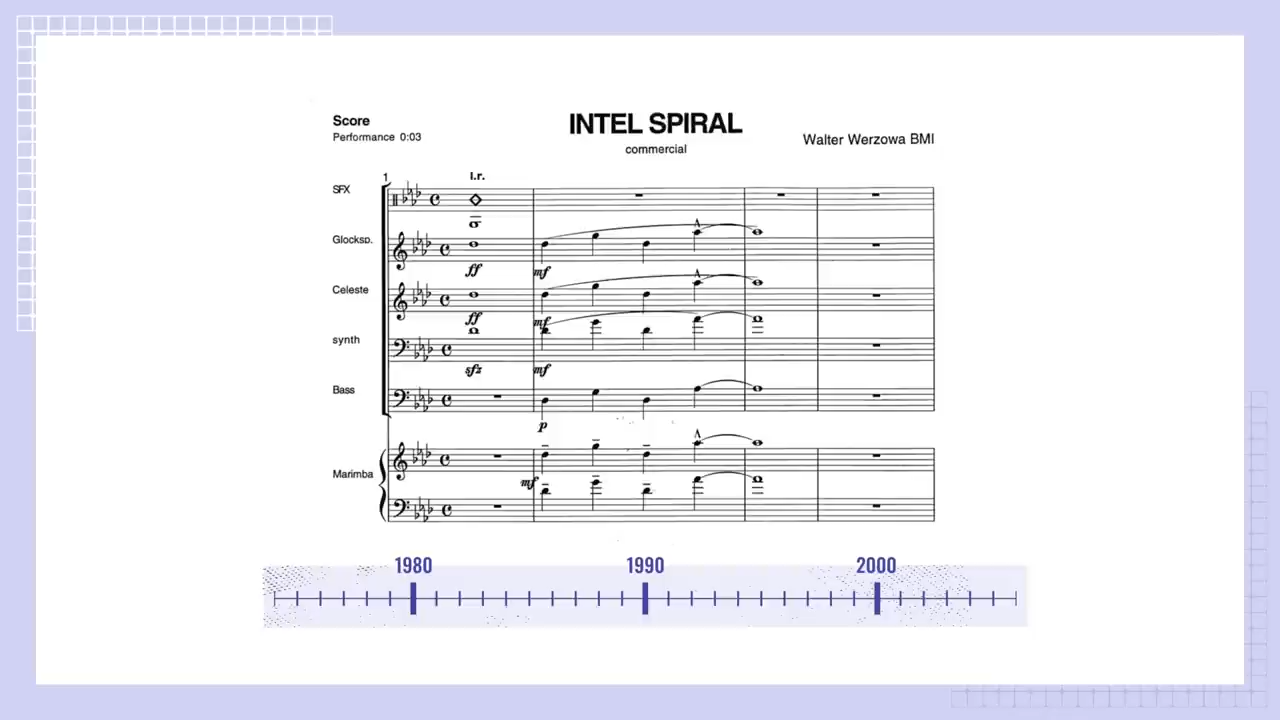 Score
INTEL SPIRAL
Performance 0:03
Walter Werzowa BMI
commercial
1
l.r.
SFX
Glocksp.
ff mf
Celeste
ff mf
synth
sfz mf
Bass
p
Marimba
mf
1980 1990 2000